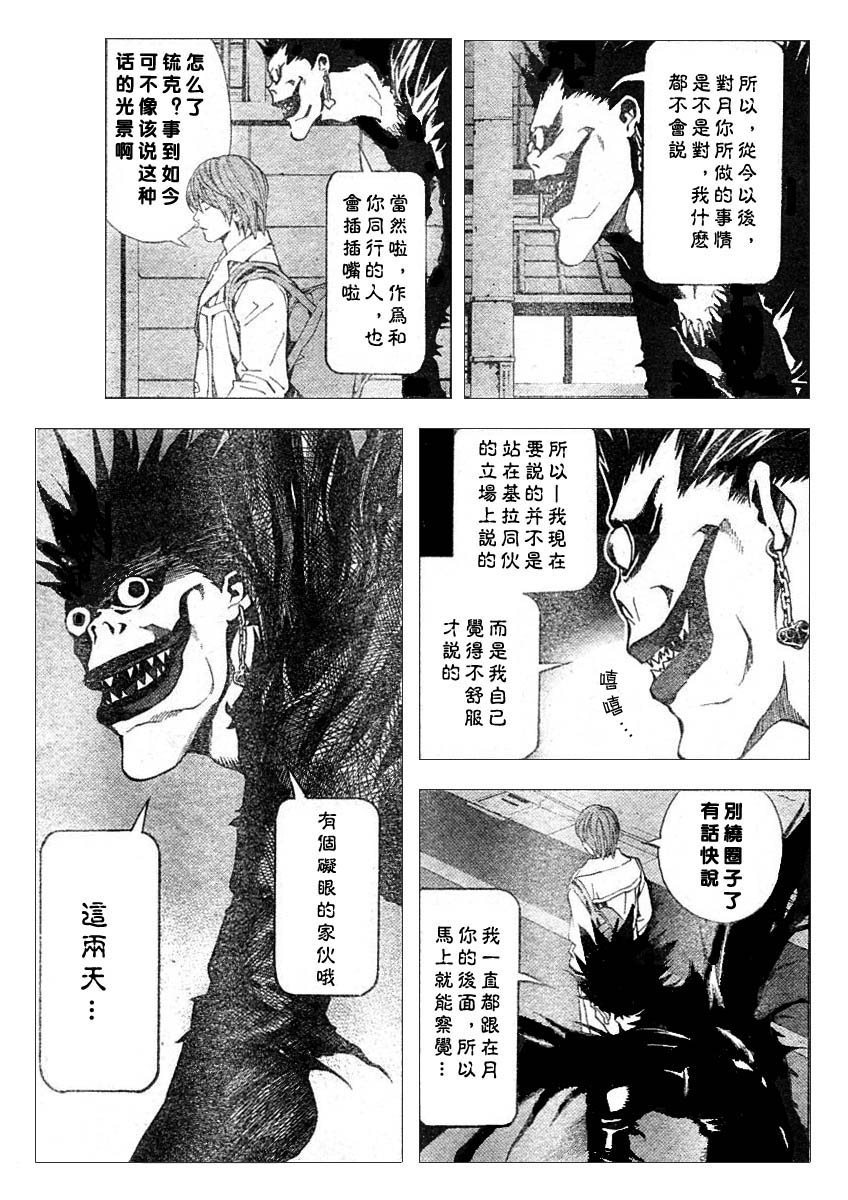 所以，從今以後，
對月你所做的事情
是不是對，我什麽
都不會說
怎么了
锍克？事到如今
可不像该说这种
话的光景啊
當然啦，作爲和
你同行的人，也
會插插嘴啦
所以—我現在
要說的并不是
站在基拉同伙
的立場上說的
而是我自己
覺得不舒服
才說的
嘻嘻…
別繞圈子了
有話快說
我一直都跟在月
你的後面，所以
馬上就能察覺…
有個礙眼的家伙哦
這兩天…